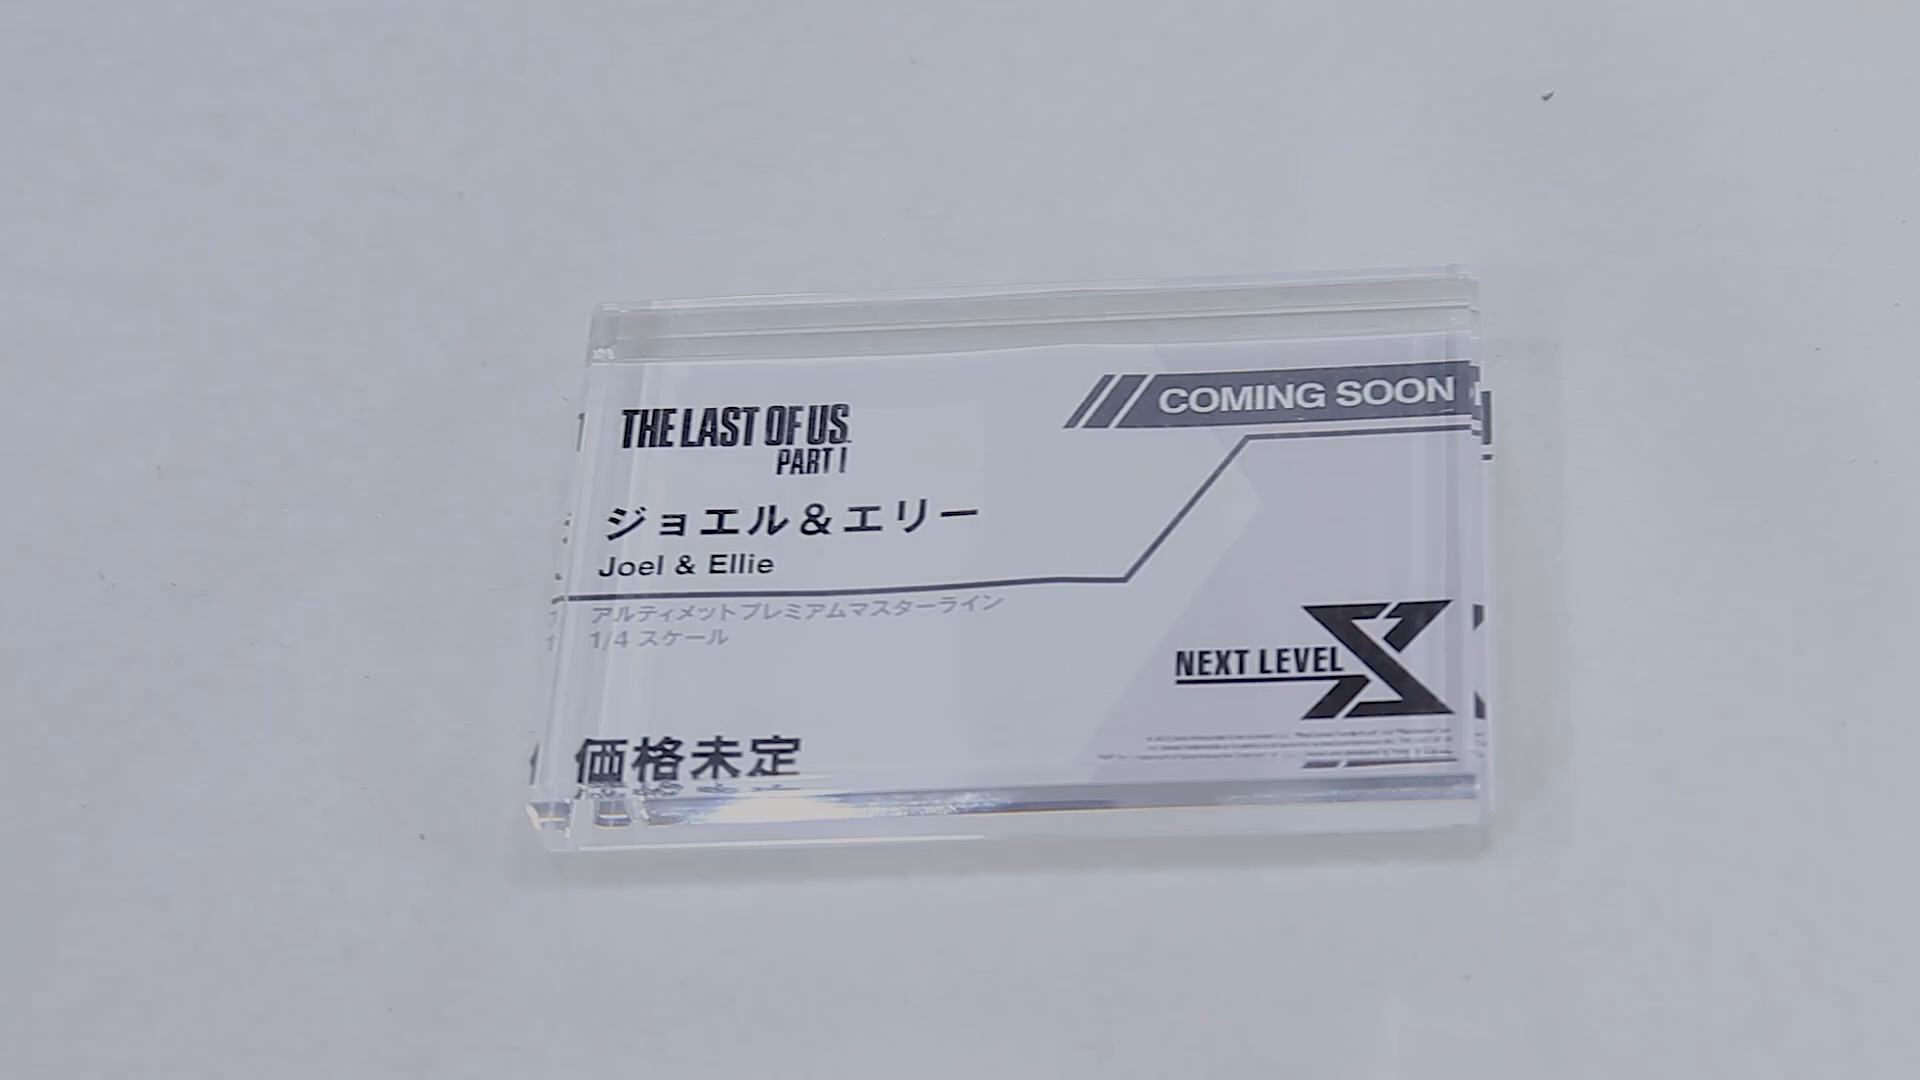 COMING SOON
THE LAST OF US
PART I
ジョエル＆エリー
Joel & Ellie
アルティメットプレミアムマスターライン
1/4 スケール
NEXT LEVEL
価格未定